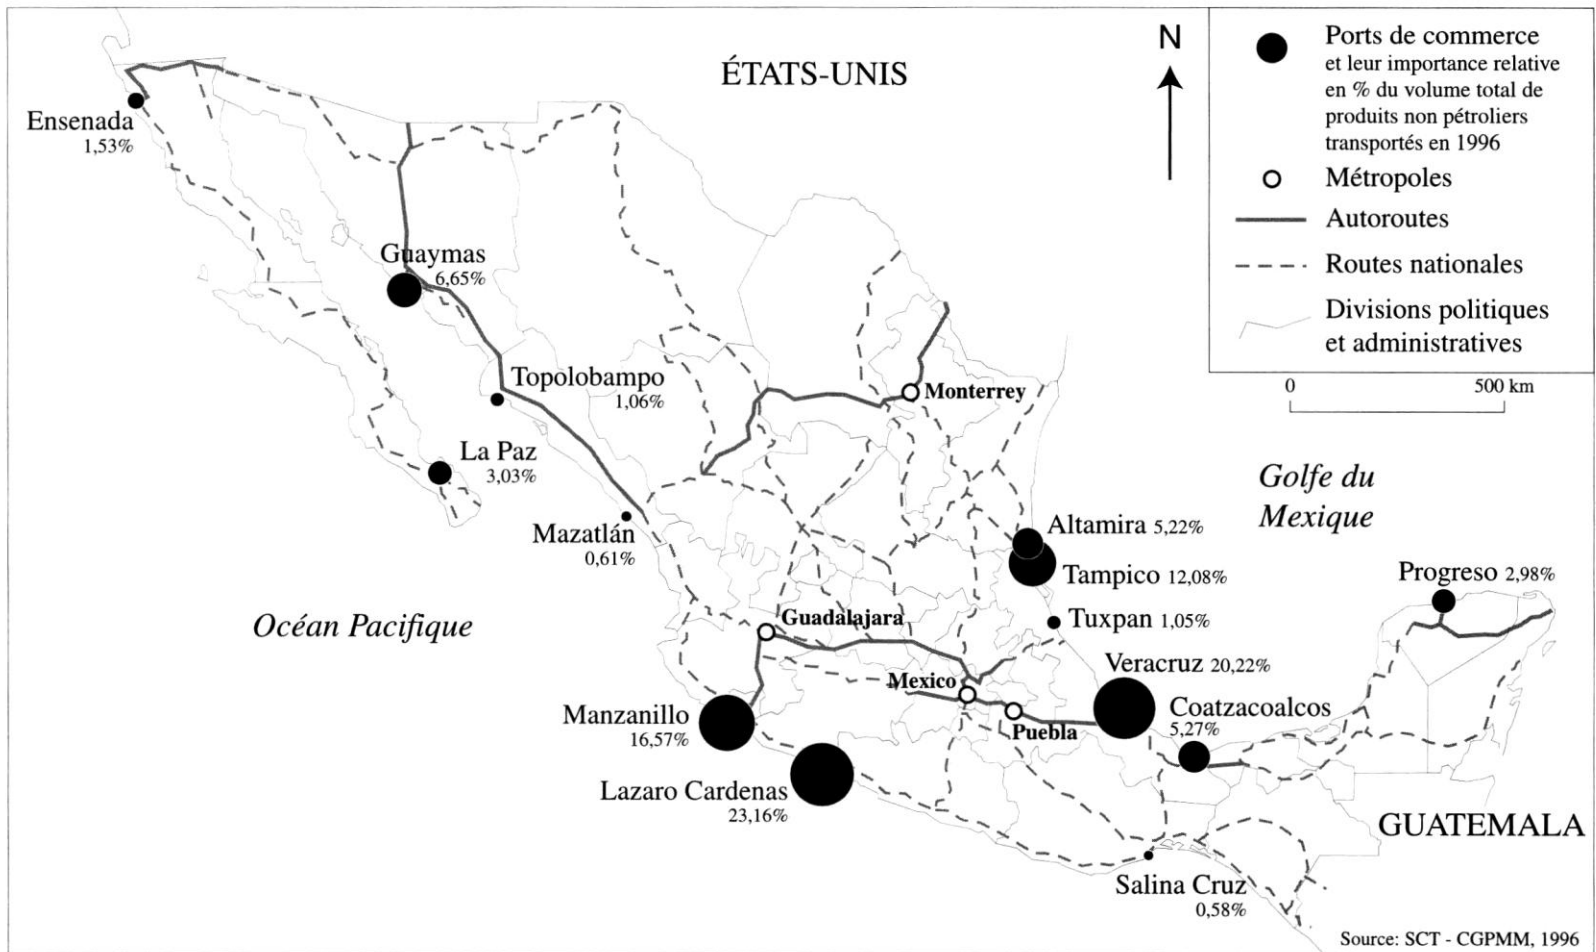 ÉTATS-UNIS
N
Ports de commerce
et leur importance relative
en % du volume total de
produits non pétroliers
transportés en 1996
Métropoles
Autoroutes
Routes nationales
Divisions politiques
et administratives
0 500 km
Ensenada
1,53%
Guaymas
6,65%
Topolobampo
1,06%
La Paz
3,03%
Mazatlán
0,61%
Monterrey
Golfe du
Mexique
Altamira 5,22%
Tampico 12,08%
Tuxpan 1,05%
Progreso 2,98%
Océan Pacifique
Guadalajara
Mexico
Puebla
Veracruz 20,22%
Coatzacoalcos
5,27%
Manzanillo
16,57%
Lazaro Cardenas
23,16%
GUATEMALA
Salina Cruz
0,58%
Source: SCT - CGPMM, 1996